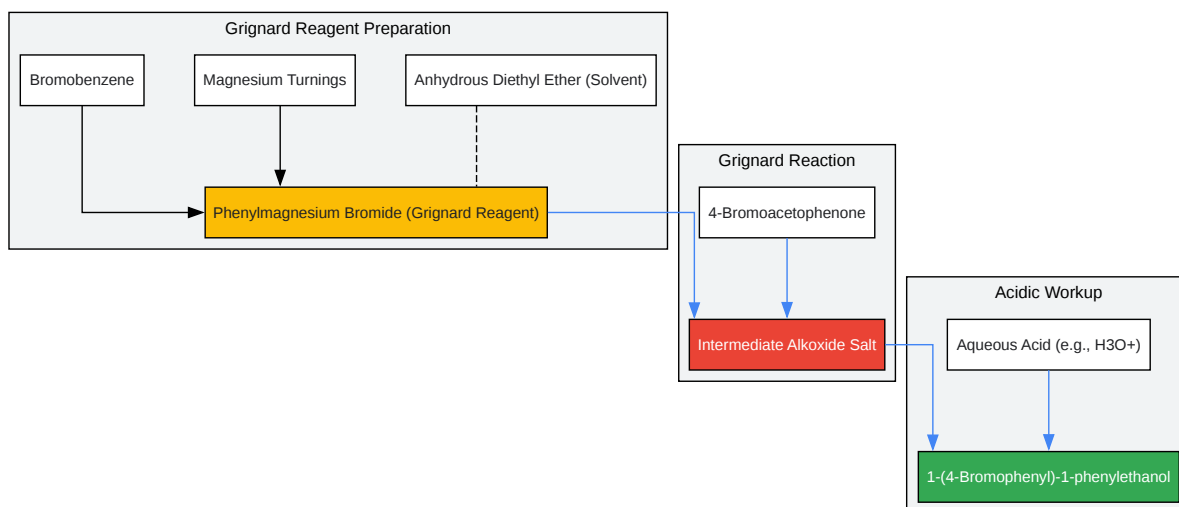 Grignard Reagent Preparation
Bromobenzene
Magnesium Turnings
Anhydrous Diethyl Ether (Solvent)
Phenylmagnesium Bromide (Grignard Reagent)
Grignard Reaction
4-Bromoacetophenone
Intermediate Alkoxide Salt
Acidic Workup
Aqueous Acid (e.g., H3O+)
1-(4-Bromophenyl)-1-phenylethanol